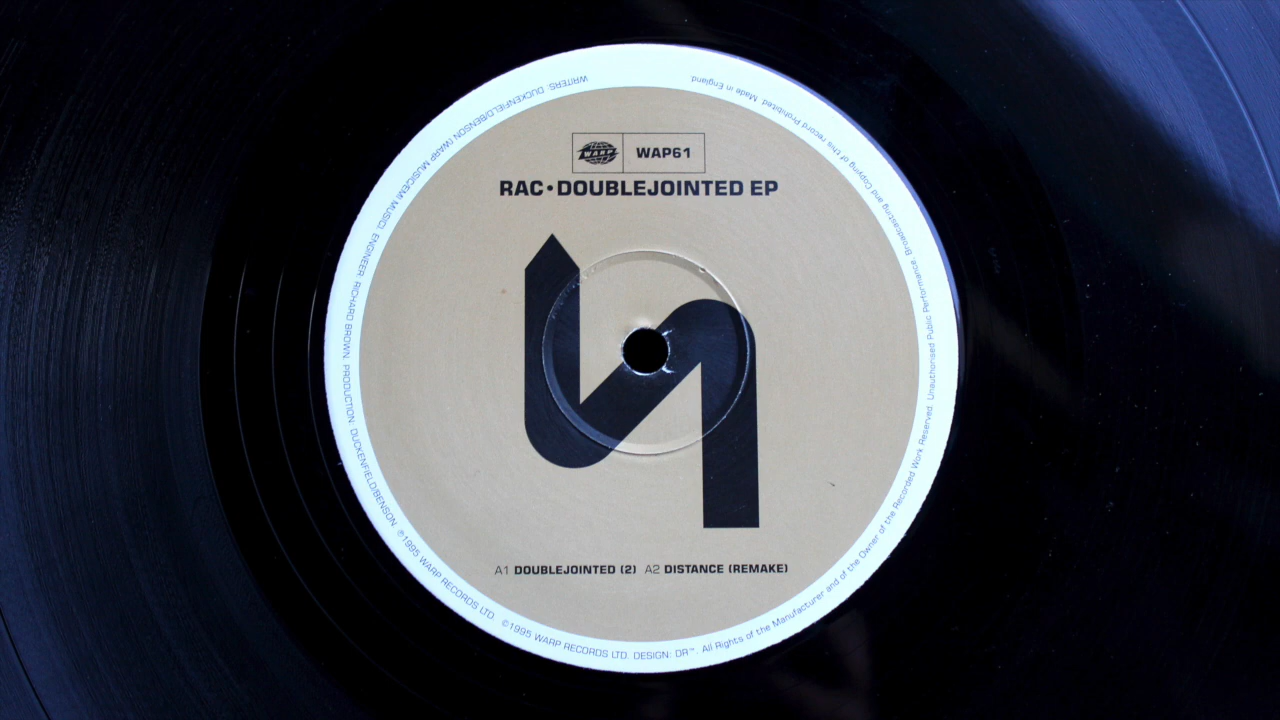 WARP
WAP61
RAC•DOUBLEJOINTED EP
A1 DOUBLEJOINTED (2) A2 DISTANCE (REMAKE)
WRITERS: DUCKENFIELD/BENSON (WARP MUSIC/EMI MUSIC). ENGINEER: RICHARD BROWN. PRODUCTION: DUCKENFIELD/BENSON. ℗1995 WARP RECORDS LTD. ©1995 WARP RECORDS LTD. DESIGN: DR™. All Rights of the Manufacturer and of the Owner of the Recorded Work Reserved. Unauthorised Public Performance, Broadcasting and Copying of this record Prohibited. Made in England.